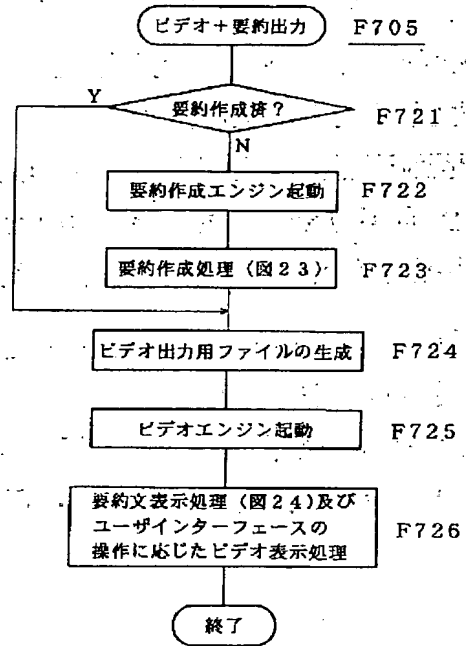 ビデオ+要約出力 F705
Y
要約作成済? F721
N
要約作成エンジン起動 F722
要約作成処理(図23) F723
ビデオ出力用ファイルの生成 F724
ビデオエンジン起動 F725
要約文表示処理(図24)及び
ユーザインターフェースの
操作に応じたビデオ表示処理 F726
終了